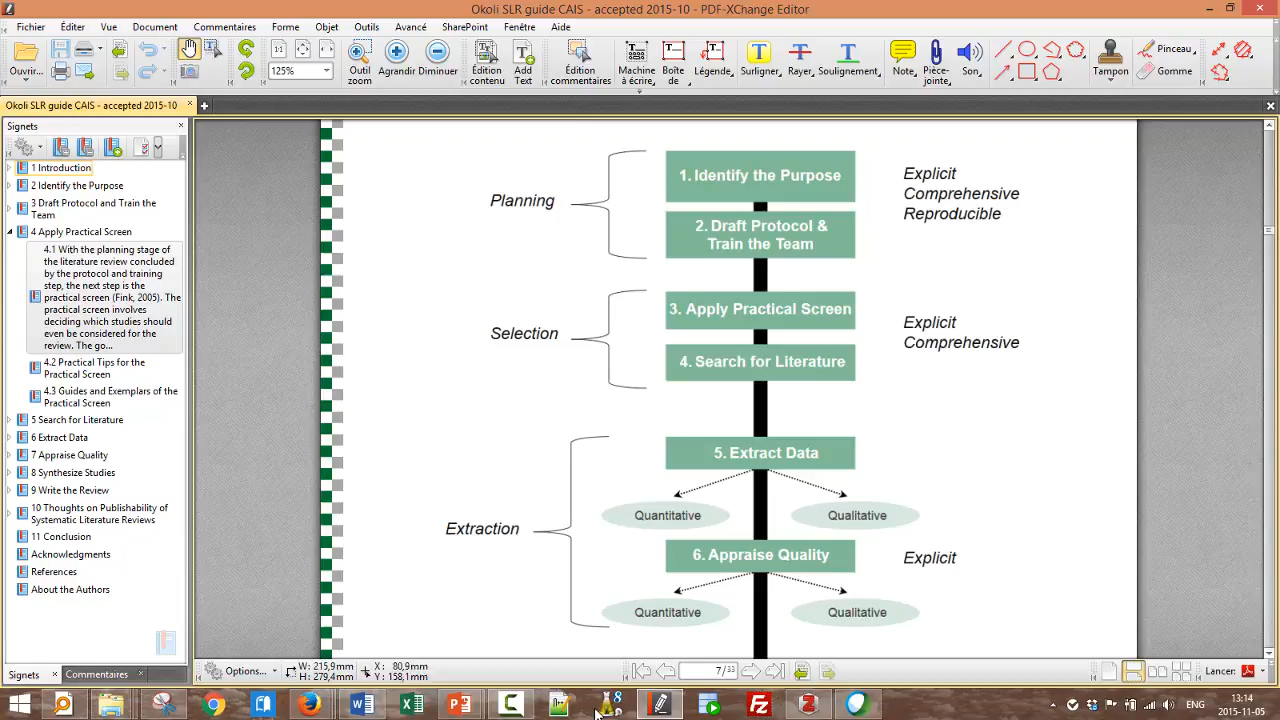 Okoli SLR guide CAIS - accepted 2015-10 - PDF-XChange Editor
Fichier Édition Affichage Document Commentaires Forme Objet Outils Avancé SharePoint Fenêtre Aide
125%
Ouvrir...
Outil zoom
Agrandir
Diminuer
Edition contenu
Add Text
Édition commentaires
Machine à écrire
Boîte de
Légende
Surligner
Rayer
Soulignement
Note
Pièce-jointe
Son
Tampon
Pinceau
Gomme
Okoli SLR guide CAIS - accepted 2015-10
Signets
1 Introduction
2 Identify the Purpose
3 Draft Protocol and Train the
Team
4 Apply Practical Screen
4.1 With the planning stage of
the literature review concluded
by the protocol and training
step, the next step is the
practical screen (Fink, 2005). The
practical screen involves
deciding which studies should
even be considered for the
review. The go...
4.2 Practical Tips for the
Practical Screen
4.3 Guides and Exemplars of the
Practical Screen
5 Search for Literature
6 Extract Data
7 Appraise Quality
8 Synthesize Studies
9 Write the Review
10 Thoughts on Publishability of
Systematic Literature Reviews
11 Conclusion
Acknowledgments
References
About the Authors
Signets
Commentaires
Planning
1. Identify the Purpose
2. Draft Protocol &
Train the Team
Explicit
Comprehensive
Reproducible
Selection
3. Apply Practical Screen
4. Search for Literature
Explicit
Comprehensive
Extraction
5. Extract Data
Quantitative
Qualitative
6. Appraise Quality
Explicit
Quantitative
Qualitative
Options...
W: 215,9mm
H: 279,4mm
X: 80,9mm
Y: 158,1mm
7/33
Lancer:
13:14
2015-11-05